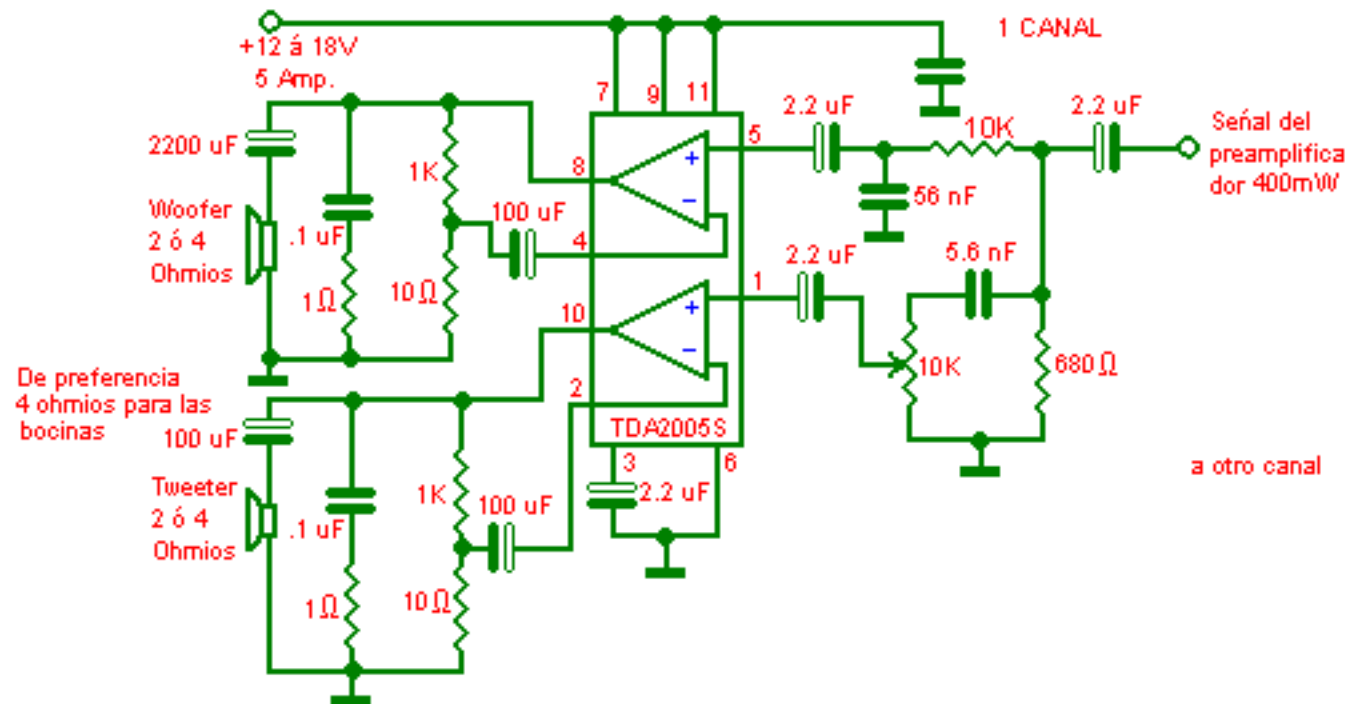 1 CANAL
+12 á 18V
5 Amp.
7
9
11
2.2 uF
2.2 uF
10K
5
Señal del
preamplifica
dor 400mW
2200 uF
1K
8
+
−
56 nF
Woofer
2 ó 4
Ohmios
.1 uF
100 uF
4
2.2 uF
5.6 nF
1Ω
10Ω
10
1
+
−
10K
680Ω
De preferencia
4 ohmios para las
bocinas
2
100 uF
TDA2005S
3
6
a otro canal
Tweeter
2 ó 4
Ohmios
.1 uF
1K
100 uF
2.2 uF
1Ω
10Ω